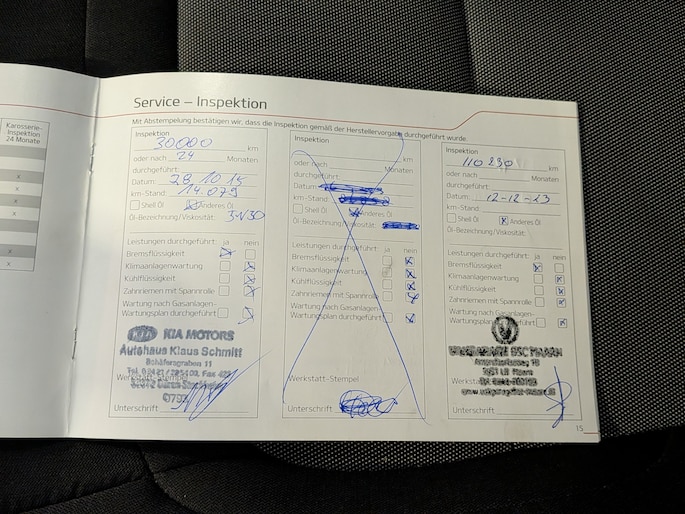 Karosserie-
Inspektion
24 Monate
x
x
x
x
x
x
Service – Inspektion
Mit Abstempelung bestätigen wir, dass die Inspektion gemäß der Herstellervorgabe durchgeführt wurde.
Inspektion
30000 km
oder nach 24 Monaten
durchgeführt:
Datum: 28 10 15
km-Stand: 14.079
Shell Öl x Anderes Öl
Öl-Bezeichnung/Viskosität:
Leistungen durchgeführt: ja nein
Bremsflüssigkeit x
Klimaanlagenwartung x
Kühlflüssigkeit x
Zahnriemen mit Spannrolle x
Wartung nach Gasanlagen-
Wartungsplan durchgeführt x
KIA KIA MOTORS
Autohaus Klaus Schmitt
Schäfersgraben 11
Werkstatt-Stempel
Unterschrift
Inspektion
km
oder nach Monaten
durchgeführt:
Datum:
km-Stand:
Shell Öl x Anderes Öl
Öl-Bezeichnung/Viskosität:
Leistungen durchgeführt: ja nein
Bremsflüssigkeit x
Klimaanlagenwartung x
Kühlflüssigkeit x
Zahnriemen mit Spannrolle x
Wartung nach Gasanlagen-
Wartungsplan durchgeführt x
Werkstatt-Stempel
Unterschrift
Inspektion
110 230 km
oder nach Monaten
durchgeführt:
Datum: 12-12-23
km-Stand:
Shell Öl x Anderes Öl
Öl-Bezeichnung/Viskosität:
Leistungen durchgeführt: ja nein
Bremsflüssigkeit x
Klimaanlagenwartung x
Kühlflüssigkeit x
Zahnriemen mit Spannrolle x
Wartung nach Gasanlagen-
Wartungsplan durchgeführt x
Unterschrift
15